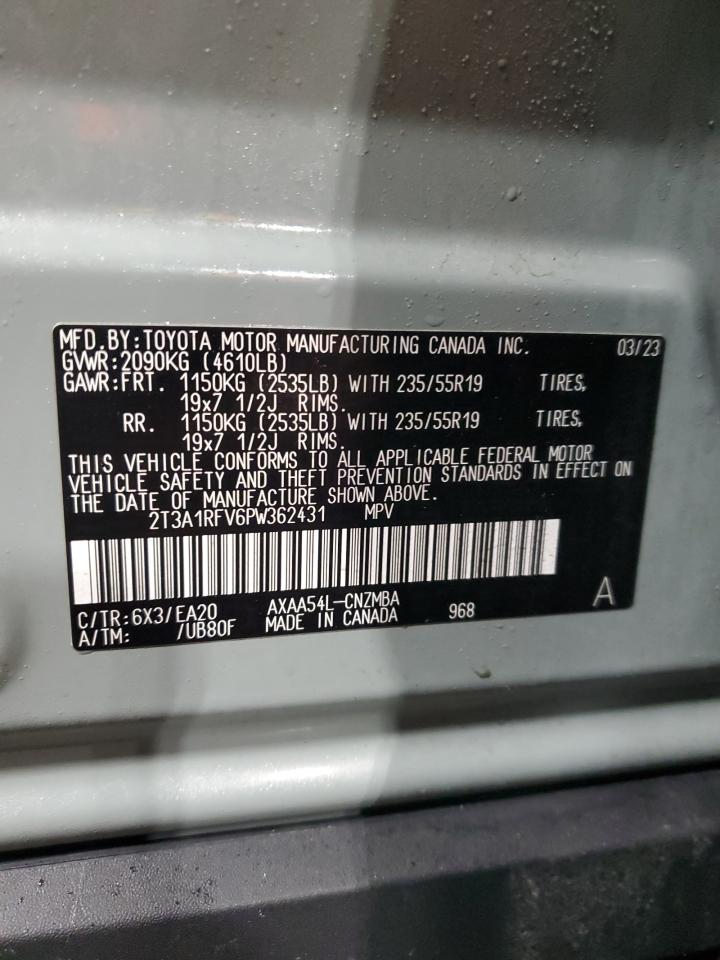 MFD. BY: TOYOTA MOTOR MANUFACTURING CANADA INC. 03/23
GVWR: 2090KG (4610LB)
GAWR: FRT. 1150KG (2535LB) WITH 235/55R19 TIRES,
19x7 1/2J RIMS.
RR. 1150KG (2535LB) WITH 235/55R19 TIRES,
19x7 1/2J RIMS.
THIS VEHICLE CONFORMS TO ALL APPLICABLE FEDERAL MOTOR
VEHICLE SAFETY AND THEFT PREVENTION STANDARDS IN EFFECT ON
THE DATE OF MANUFACTURE SHOWN ABOVE.
2T3A1RFV6PW362431 MPV
C/TR: 6X3/EA20 AXAA54L-CNZMBA 968 A
A/TM: /UB80F MADE IN CANADA